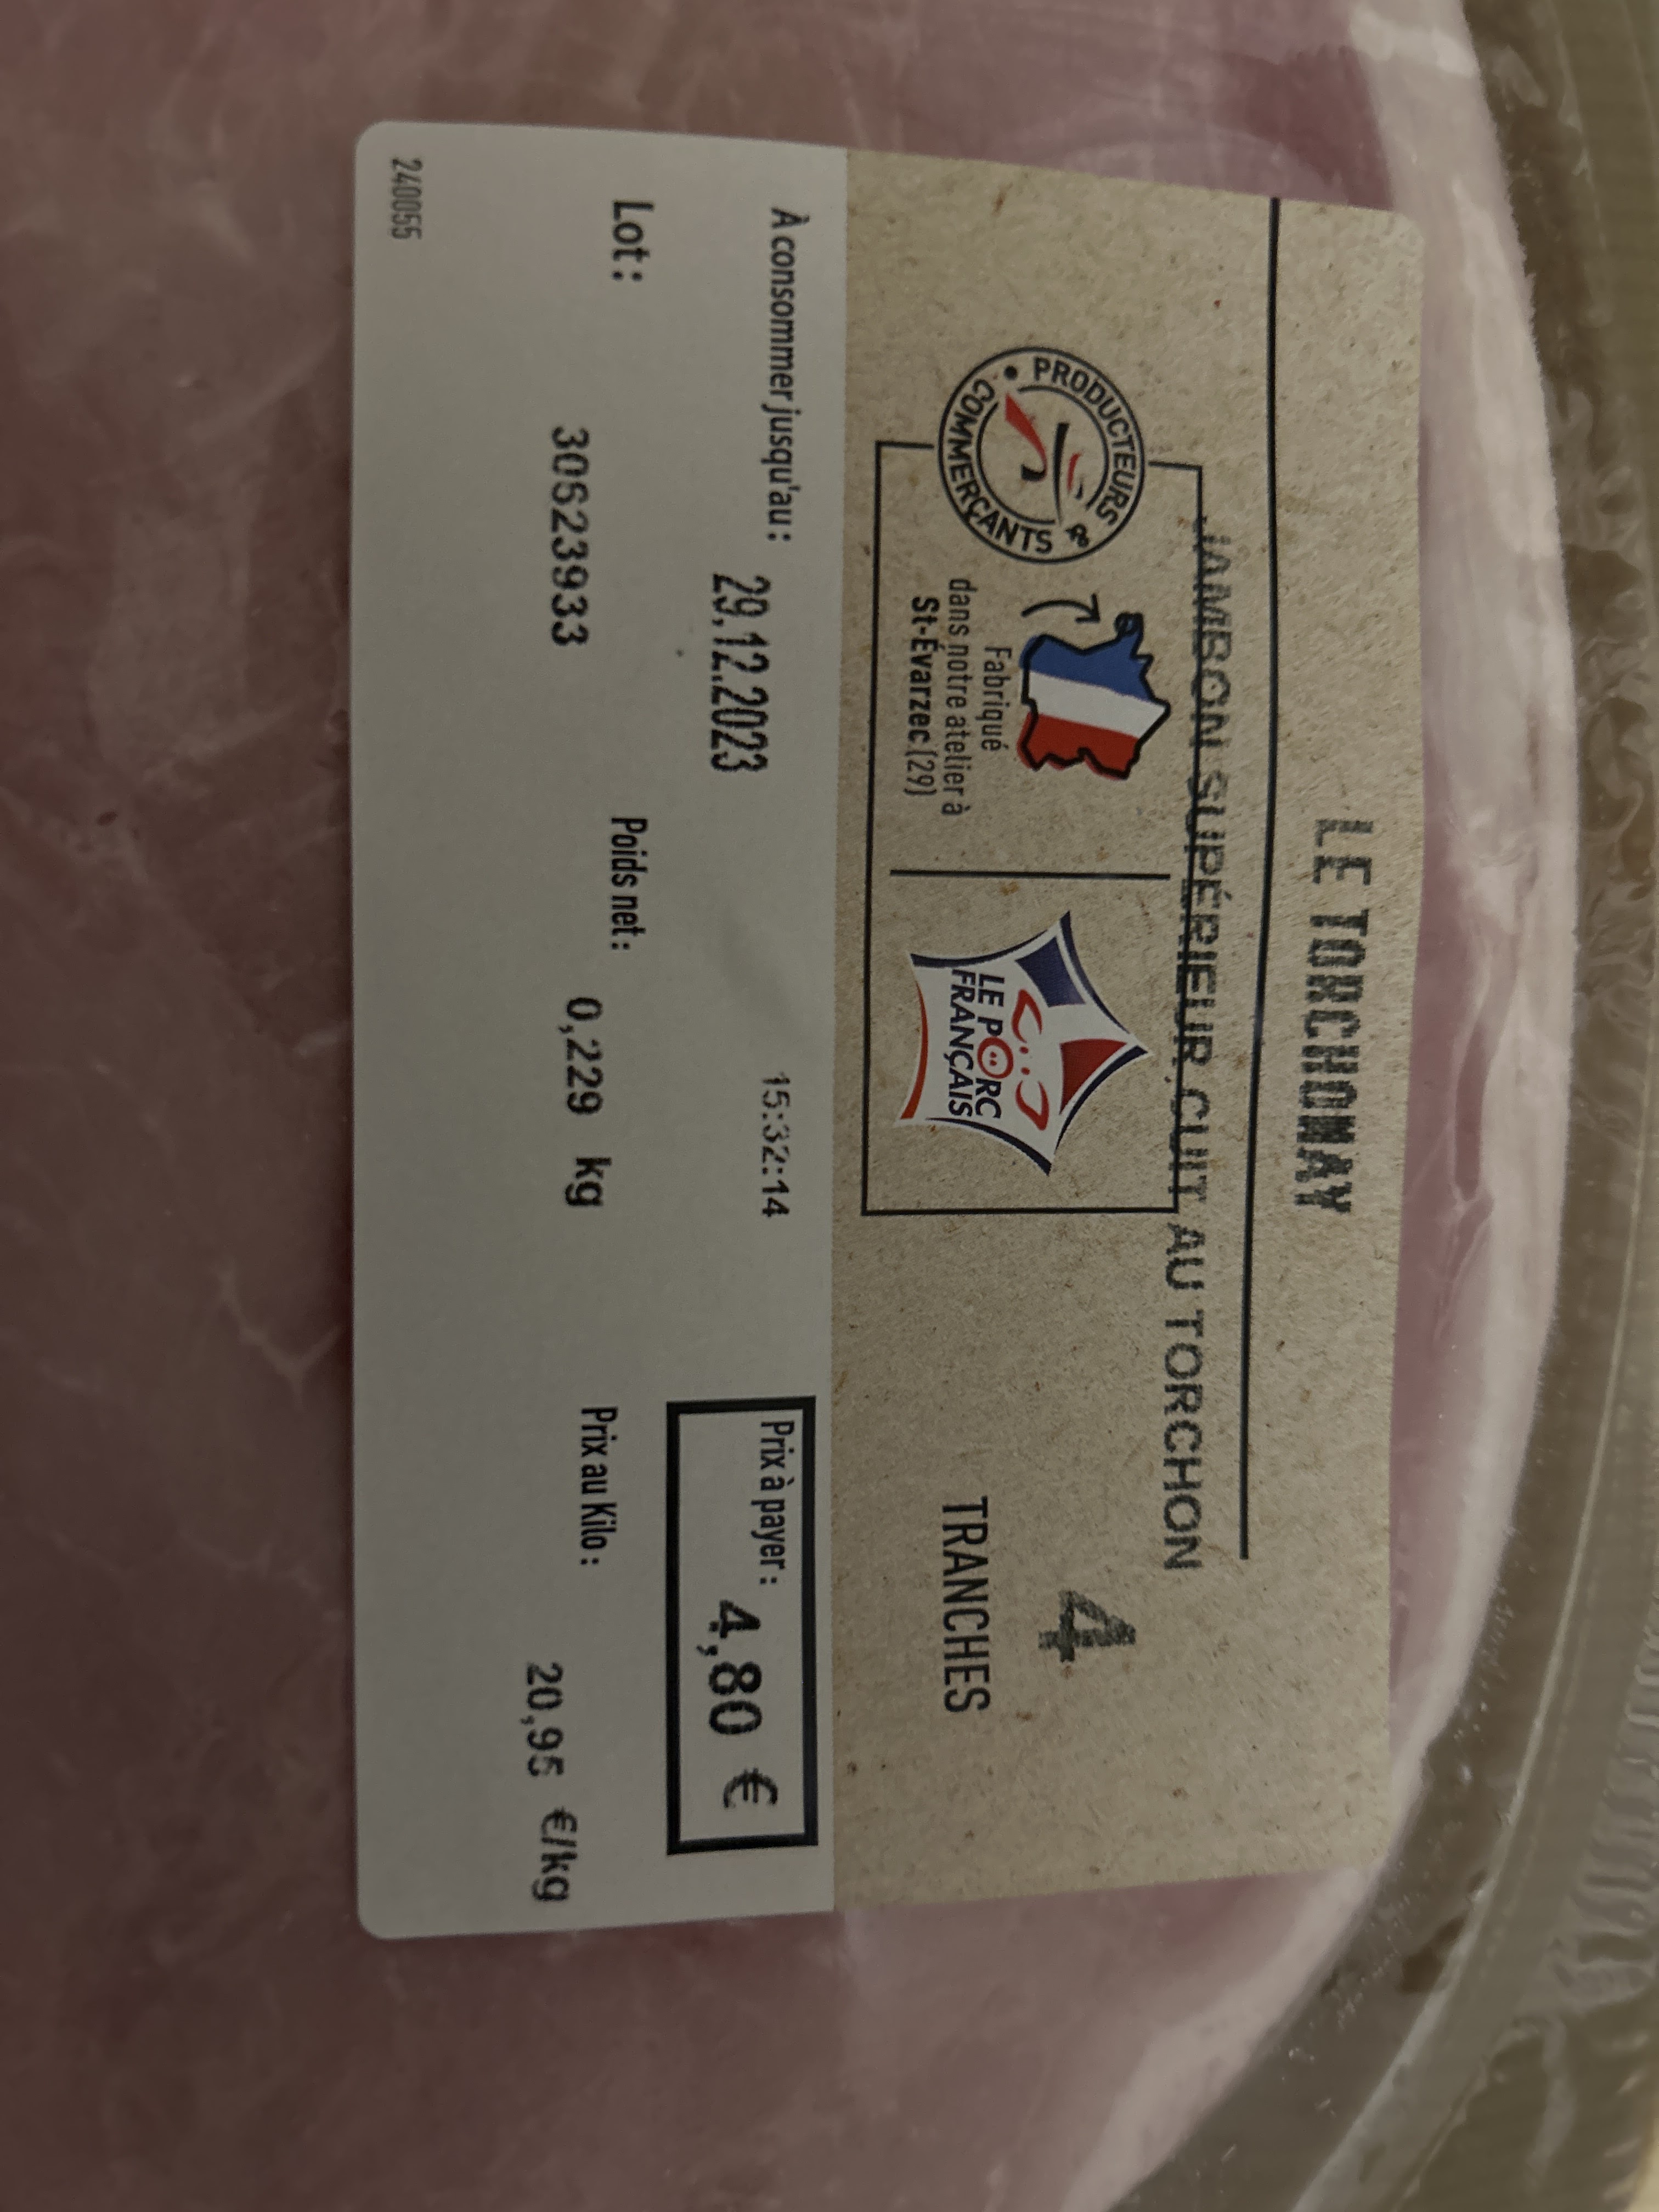 LE TORCHONAY
JAMBON SUPÉRIEUR CUIT AU TORCHON
PRODUCTEURS & COMMERÇANTS
Fabriqué
dans notre atelier à
St-Évarzec (29)
LE PORC
FRANÇAIS
4
TRANCHES
À consommer jusqu'au :
29.12.2023
15:32:14
Prix à payer :
4,80 €
Lot :
30623933
Poids net :
0,229 kg
Prix au Kilo :
20,95 €/kg
240055